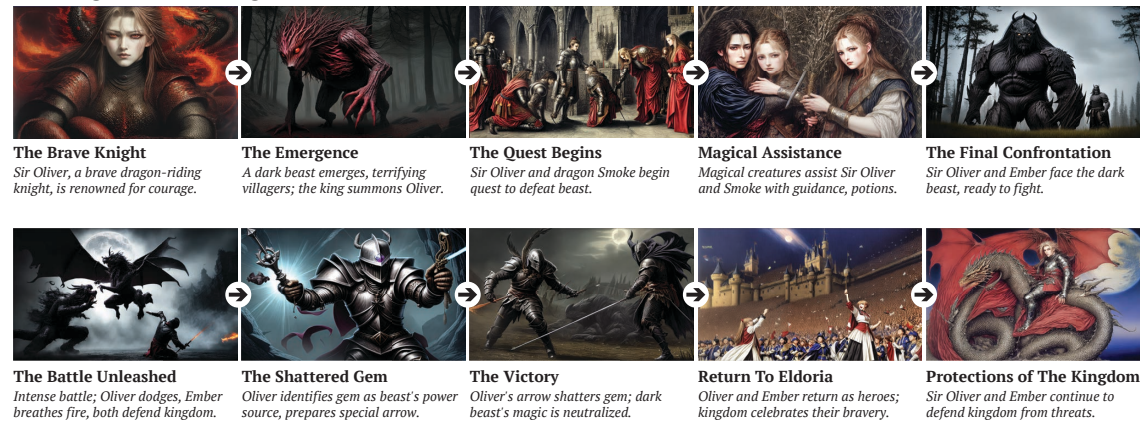 The Brave Knight
Sir Oliver, a brave dragon-riding
knight, is renowned for courage.
The Emergence
A dark beast emerges, terrifying
villagers; the king summons Oliver.
The Quest Begins
Sir Oliver and dragon Smoke begin
quest to defeat beast.
Magical Assistance
Magical creatures assist Sir Oliver
and Smoke with guidance, potions.
The Final Confrontation
Sir Oliver and Ember face the dark
beast, ready to fight.
The Battle Unleashed
Intense battle; Oliver dodges, Ember
breathes fire, both defend kingdom.
The Shattered Gem
Oliver identifies gem as beast's power
source, prepares special arrow.
The Victory
Oliver's arrow shatters gem; dark
beast's magic is neutralized.
Return To Eldoria
Oliver and Ember return as heroes;
kingdom celebrates their bravery.
Protections of The Kingdom
Sir Oliver and Ember continue to
defend kingdom from threats.